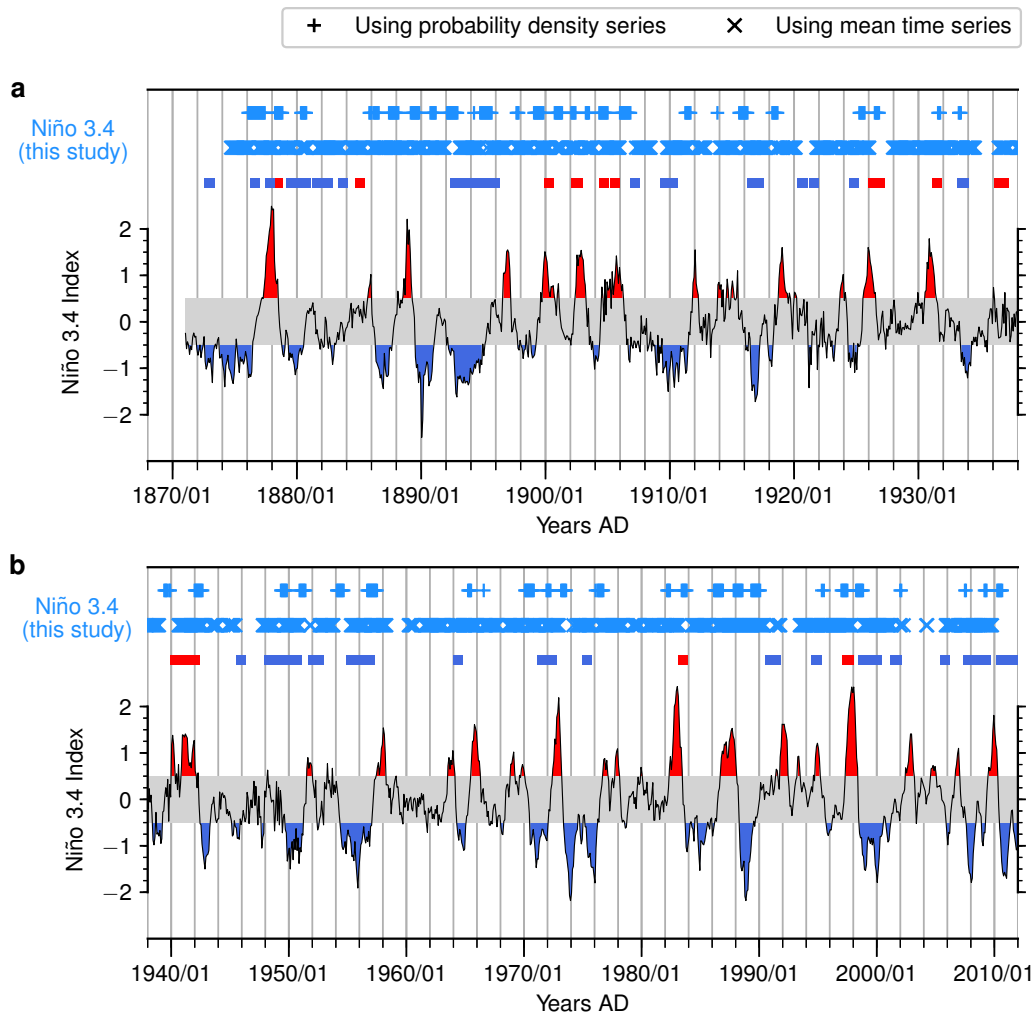 Using probability density series
Using mean time series
a
Niño 3.4
(this study)
Niño 3.4 Index
2
1
0
−1
−2
1870/01 1880/01 1890/01 1900/01 1910/01 1920/01 1930/01
Years AD
b
Niño 3.4
(this study)
Niño 3.4 Index
2
1
0
−1
−2
1940/01 1950/01 1960/01 1970/01 1980/01 1990/01 2000/01 2010/01
Years AD